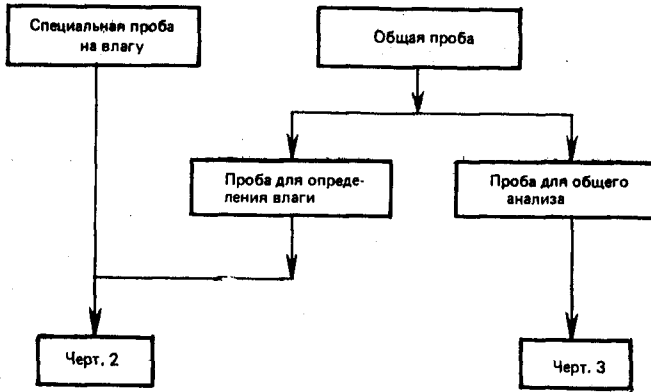 Специальная проба
на влагу
Общая проба
Проба для опреде-
ления влаги
Проба для общего
анализа
Черт. 2
Черт. 3